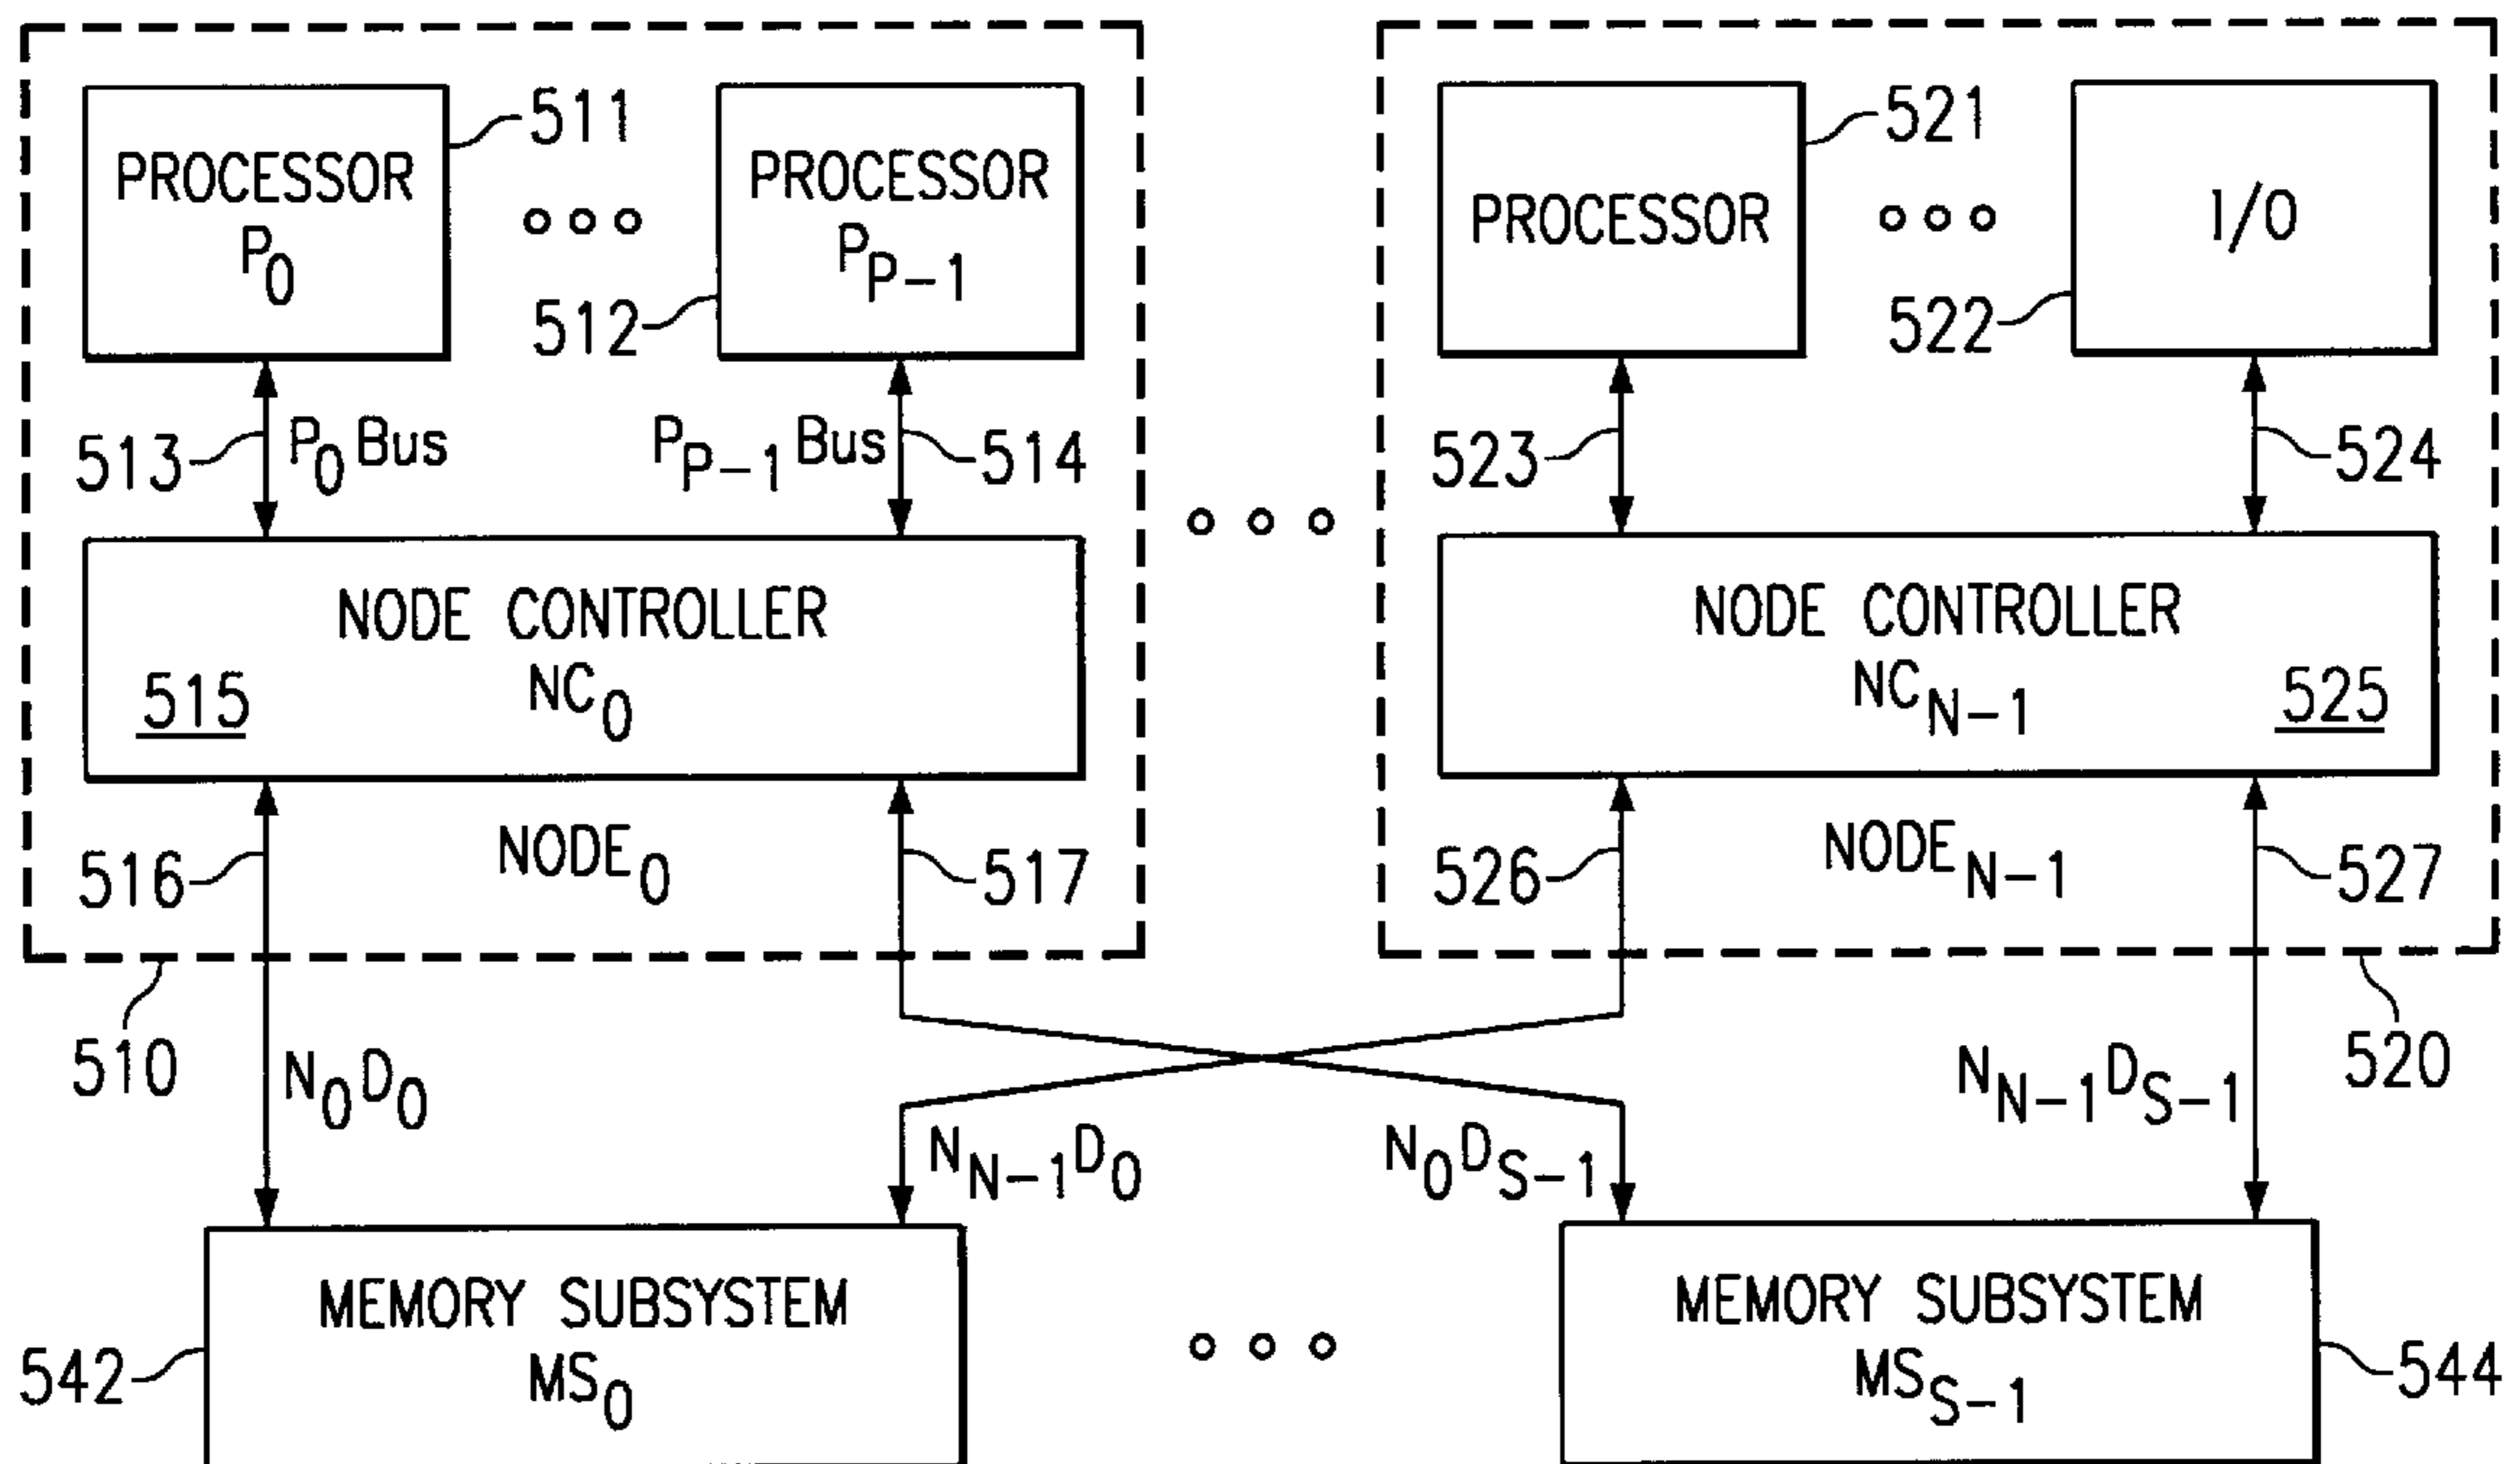 511
PROCESSOR
P0
512
PROCESSOR
PP-1
521
PROCESSOR
522
I/O
513
P0 Bus
PP-1 Bus
514
523
524
NODE CONTROLLER
NC0
515
NODE CONTROLLER
NCN-1
525
516
NODE0
517
526
NODEN-1
527
510
N0D0
NN-1D0
N0DS-1
NN-1DS-1
520
MEMORY SUBSYSTEM
MS0
542
MEMORY SUBSYSTEM
MSS-1
544